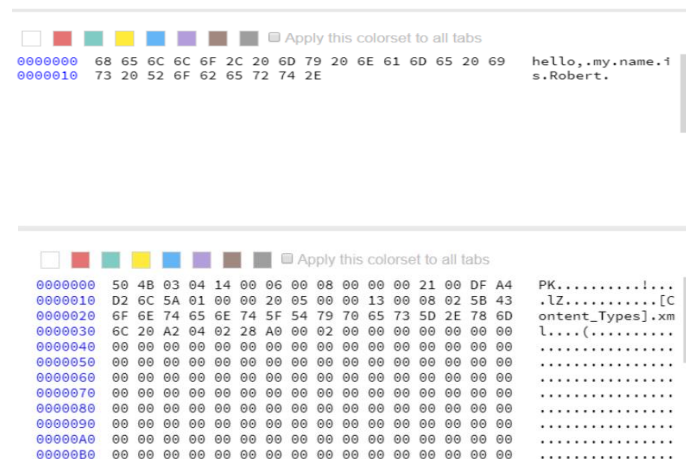 Apply this colorset to all tabs
0000000 68 65 6C 6C 6F 2C 20 6D 79 20 6E 61 6D 65 20 69 hello,.my.name.i
0000010 73 20 52 6F 62 65 72 74 2E s.Robert.
Apply this colorset to all tabs
0000000 50 4B 03 04 14 00 06 00 08 00 00 00 21 00 DF A4 PK..........!...
0000010 D2 6C 5A 01 00 00 20 05 00 00 13 00 08 02 5B 43 .lZ...........[C
0000020 6F 6E 74 65 6E 74 5F 54 79 70 65 73 5D 2E 78 6D ontent_Types].xm
0000030 6C 20 A2 04 02 28 A0 00 02 00 00 00 00 00 00 00 l....(..........
0000040 00 00 00 00 00 00 00 00 00 00 00 00 00 00 00 00 ................
0000050 00 00 00 00 00 00 00 00 00 00 00 00 00 00 00 00 ................
0000060 00 00 00 00 00 00 00 00 00 00 00 00 00 00 00 00 ................
0000070 00 00 00 00 00 00 00 00 00 00 00 00 00 00 00 00 ................
0000080 00 00 00 00 00 00 00 00 00 00 00 00 00 00 00 00 ................
0000090 00 00 00 00 00 00 00 00 00 00 00 00 00 00 00 00 ................
00000A0 00 00 00 00 00 00 00 00 00 00 00 00 00 00 00 00 ................
00000B0 00 00 00 00 00 00 00 00 00 00 00 00 00 00 00 00 ................